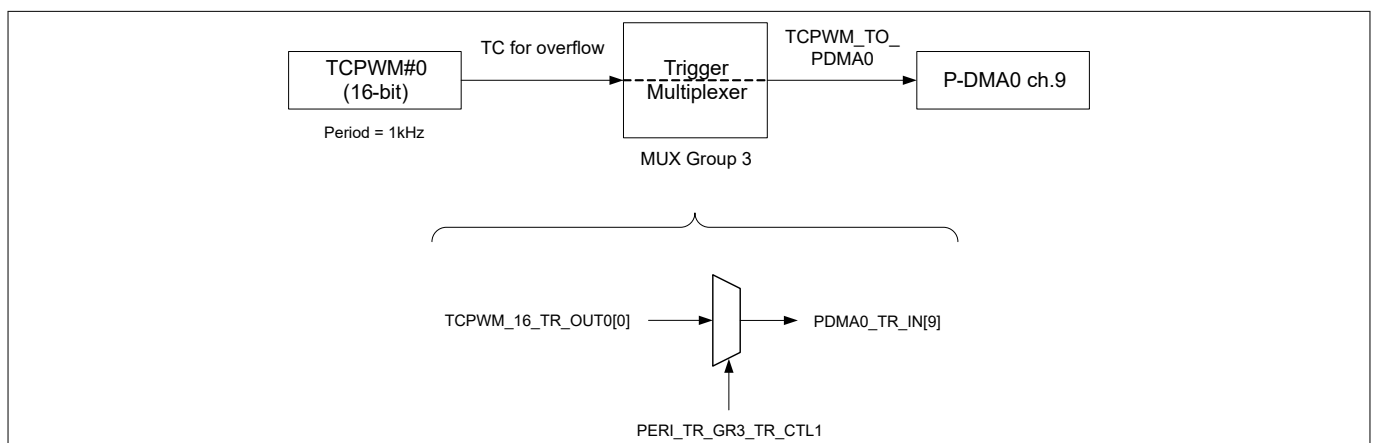 TC for overflow
TCPWM_TO_
PDMA0
TCPWM#0
(16-bit)
Trigger
Multiplexer
P-DMA0 ch.9
Period = 1kHz
MUX Group 3
TCPWM_16_TR_OUT0[0]
PDMA0_TR_IN[9]
PERI_TR_GR3_TR_CTL1